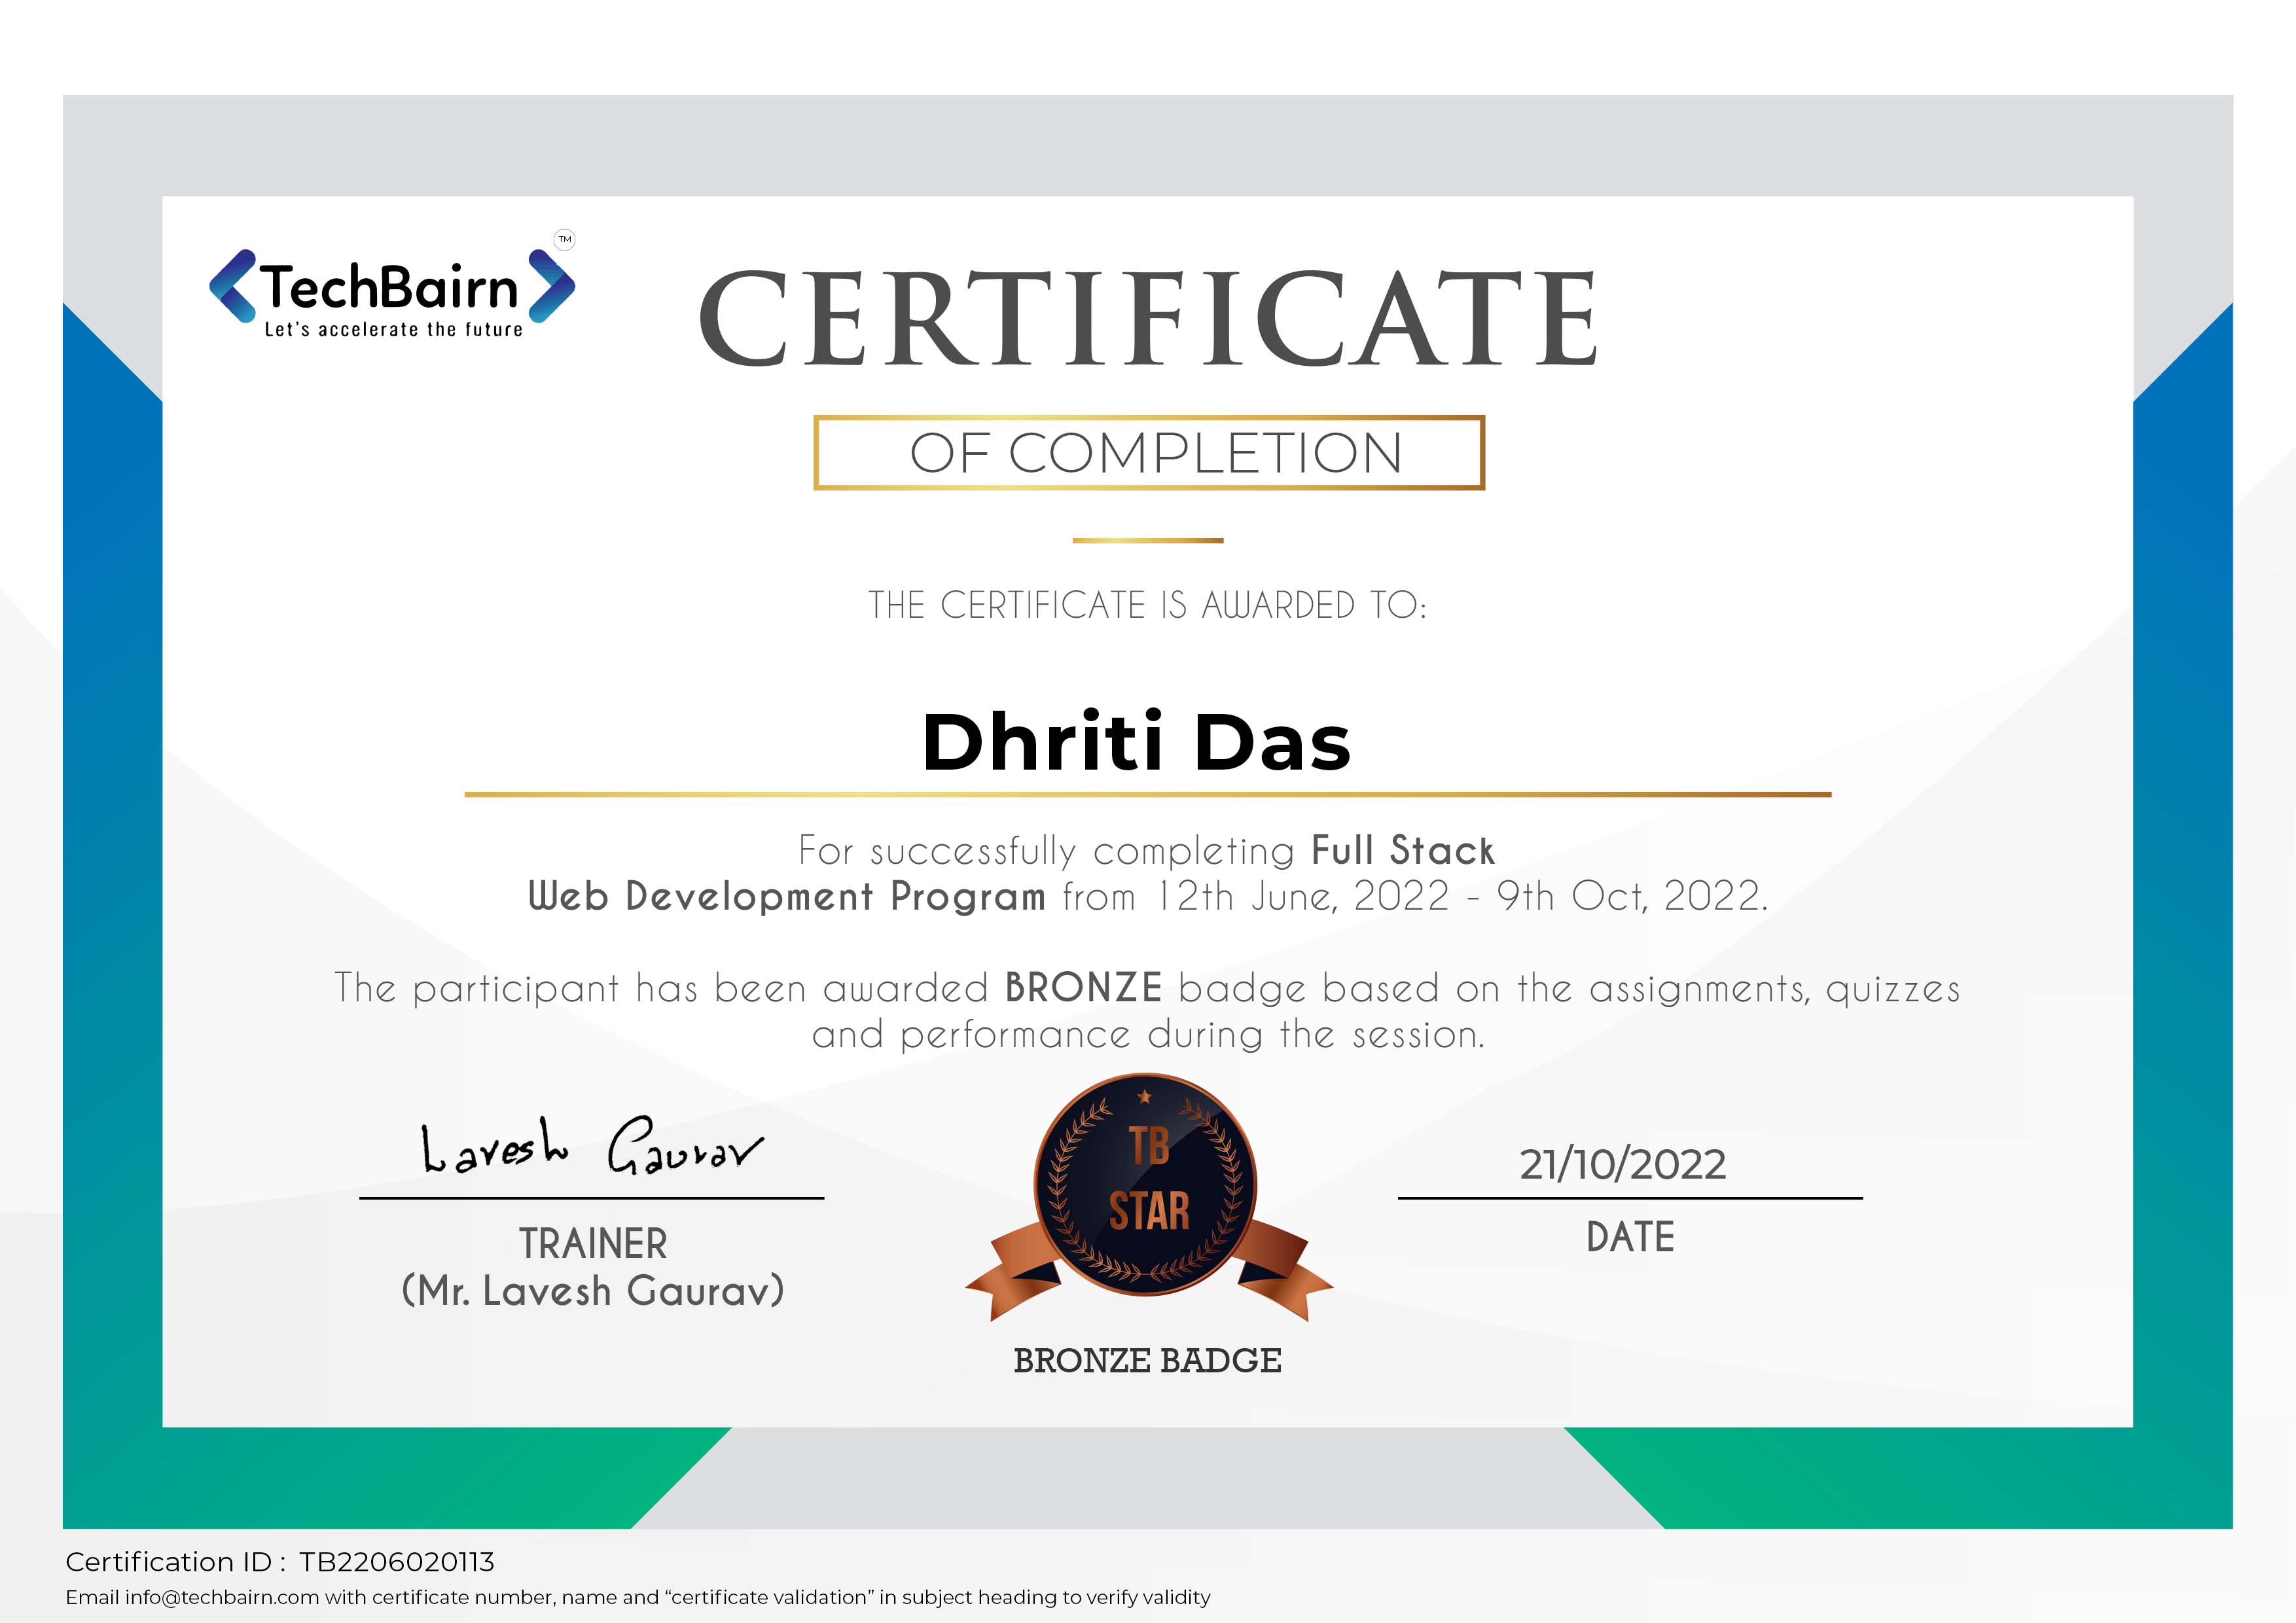 TechBairn
TM
Let's accelerate the future
CERTIFICATE
OF COMPLETION
THE CERTIFICATE IS AWARDED TO:
Dhriti Das
For successfully completing Full Stack
Web Development Program from 12th June, 2022 - 9th Oct, 2022.
The participant has been awarded BRONZE badge based on the assignments, quizzes
and performance during the session.
Lavesh Gaurav
TRAINER
(Mr. Lavesh Gaurav)
TB
STAR
BRONZE BADGE
21/10/2022
DATE
Certification ID : TB2206020113
Email info@techbairn.com with certificate number, name and “certificate validation” in subject heading to verify validity